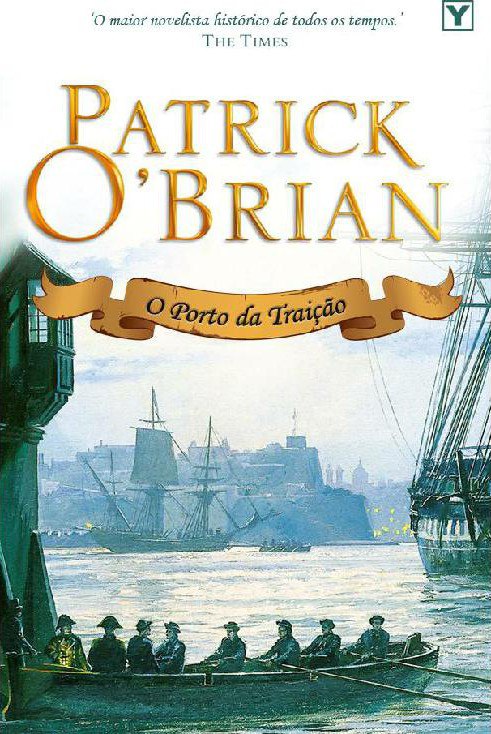 'O maior novelista histórico de todos os tempos.'
THE TIMES
Y
PATRICK
O'BRIAN
O Porto da Traição